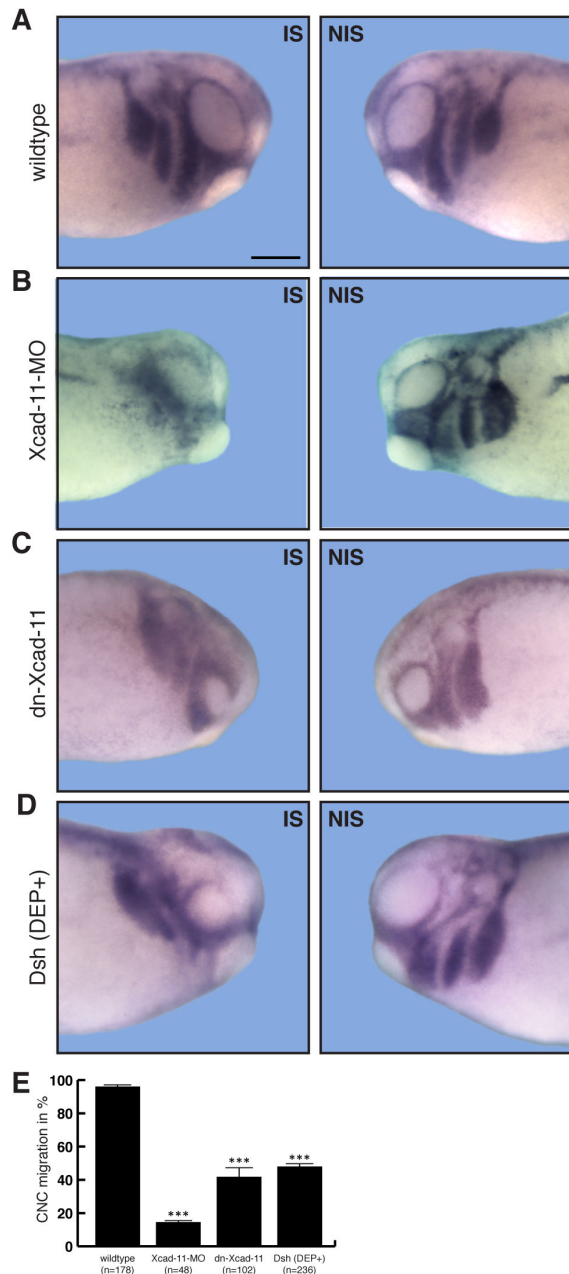 A
IS
NIS
wildtype
B
IS
NIS
Xcad-11-MO
C
IS
NIS
dn-Xcad-11
D
IS
NIS
Dsh (DEP+)
E
CNC migration in %
100
80
60
40
20
0
***
***
***
wildtype
(n=178)
Xcad-11-MO
(n=48)
dn-Xcad-11
(n=102)
Dsh (DEP+)
(n=236)